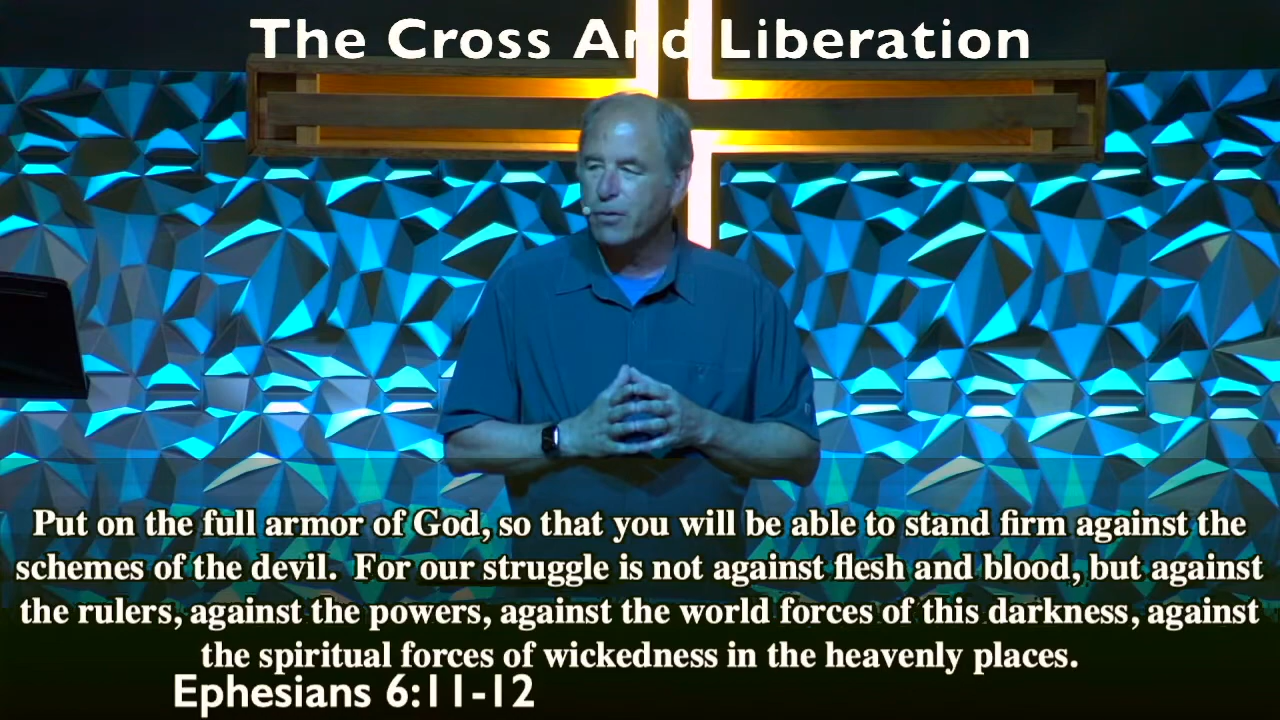 The Cross And Liberation
Put on the full armor of God, so that you will be able to stand firm against the
schemes of the devil.  For our struggle is not against flesh and blood, but against
the rulers, against the powers, against the world forces of this darkness, against
the spiritual forces of wickedness in the heavenly places.
Ephesians 6:11-12